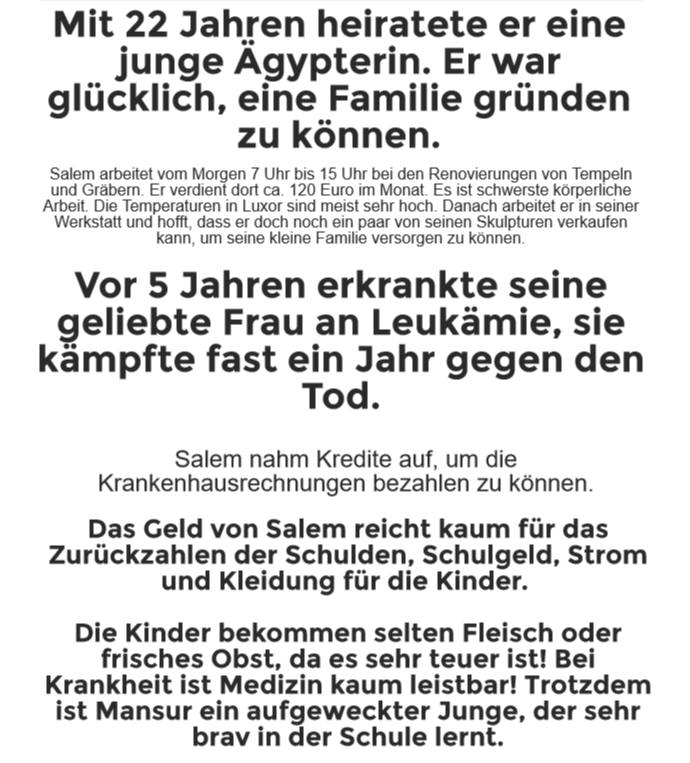 Mit 22 Jahren heiratete er eine
junge Ägypterin. Er war
glücklich, eine Familie gründen
zu können.
Salem arbeitet vom Morgen 7 Uhr bis 15 Uhr bei den Renovierungen von Tempeln
und Gräbern. Er verdient dort ca. 120 Euro im Monat. Es ist schwerste körperliche
Arbeit. Die Temperaturen in Luxor sind meist sehr hoch. Danach arbeitet er in seiner
Werkstatt und hofft, dass er doch noch ein paar von seinen Skulpturen verkaufen
kann, um seine kleine Familie versorgen zu können.
Vor 5 Jahren erkrankte seine
geliebte Frau an Leukämie, sie
kämpfte fast ein Jahr gegen den
Tod.
Salem nahm Kredite auf, um die
Krankenhausrechnungen bezahlen zu können.
Das Geld von Salem reicht kaum für das
Zurückzahlen der Schulden, Schulgeld, Strom
und Kleidung für die Kinder.
Die Kinder bekommen selten Fleisch oder
frisches Obst, da es sehr teuer ist! Bei
Krankheit ist Medizin kaum leistbar! Trotzdem
ist Mansur ein aufgeweckter Junge, der sehr
brav in der Schule lernt.